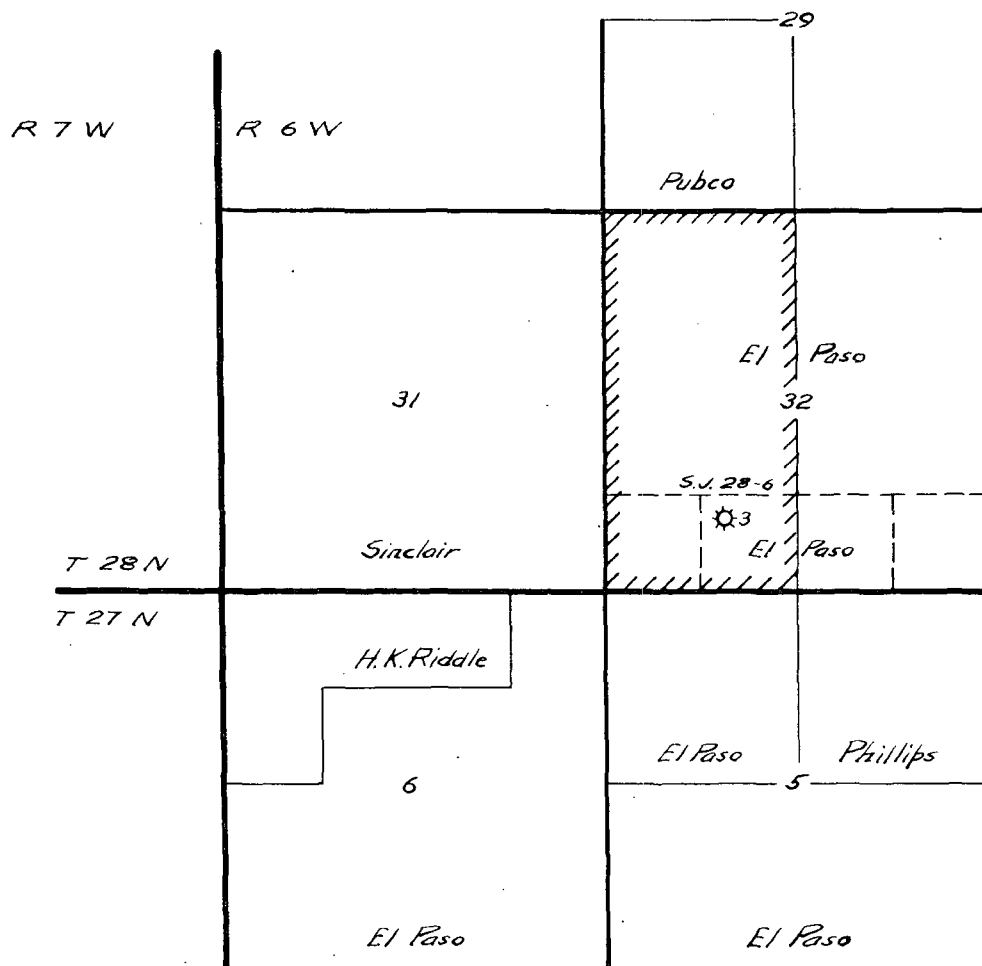 29
R 7 W
R 6 W
Pubco
El Paso
31
32
S.J. 28-6
3
Sinclair
El Paso
T 28 N
T 27 N
H.K. Riddle
El Paso
Phillips
6
5
El Paso
El Paso